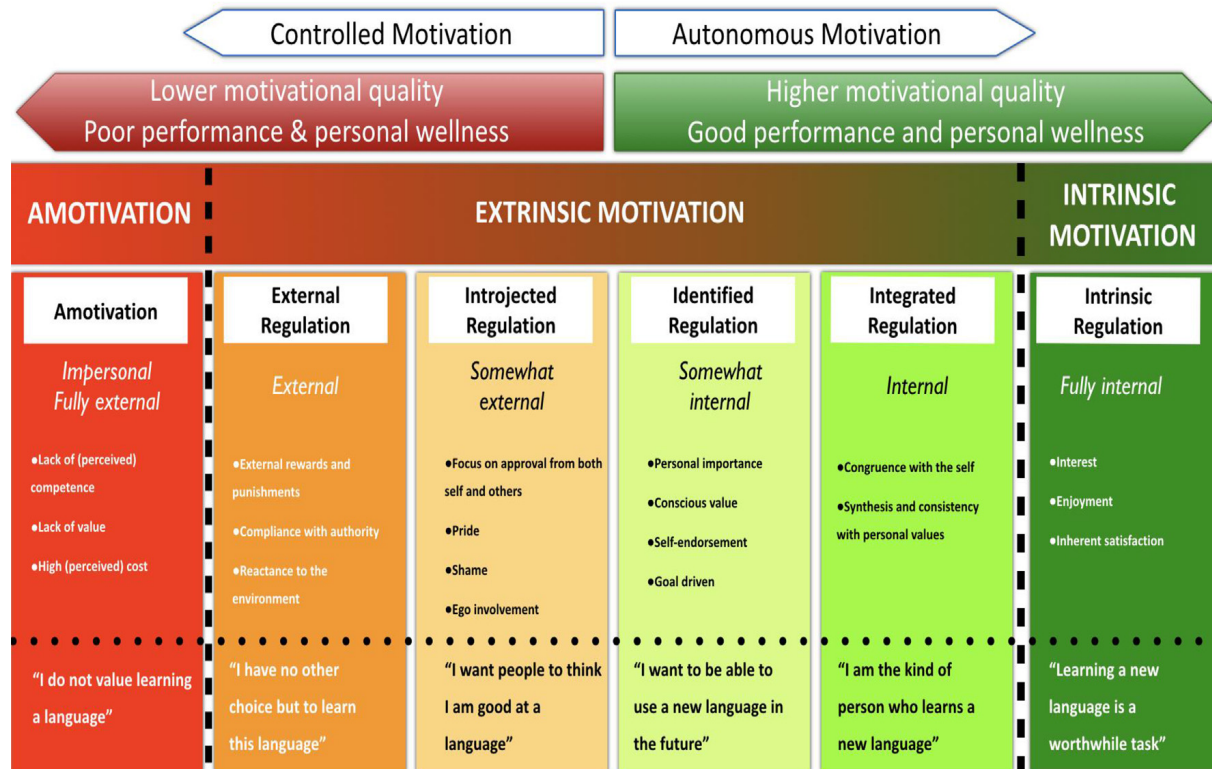 Controlled Motivation
Autonomous Motivation
Lower motivational quality
Poor performance & personal wellness
Higher motivational quality
Good performance and personal wellness
AMOTIVATION
EXTRINSIC MOTIVATION
INTRINSIC
MOTIVATION
Amotivation
Impersonal
Fully external
●Lack of (perceived)
competence
●Lack of value
●High (perceived) cost
“I do not value learning
a language”
External
Regulation
External
●External rewards and
punishments
●Compliance with authority
●Reactance to the
environment
“I have no other
choice but to learn
this language”
Introjected
Regulation
Somewhat
external
●Focus on approval from both
self and others
●Pride
●Shame
●Ego involvement
“I want people to think
I am good at a
language”
Identified
Regulation
Somewhat
internal
●Personal importance
●Conscious value
●Self-endorsement
●Goal driven
“I want to be able to
use a new language in
the future”
Integrated
Regulation
Internal
●Congruence with the self
●Synthesis and consistency
with personal values
“I am the kind of
person who learns a
new language”
Intrinsic
Regulation
Fully internal
●Interest
●Enjoyment
●Inherent satisfaction
“Learning a new
language is a
worthwhile task”